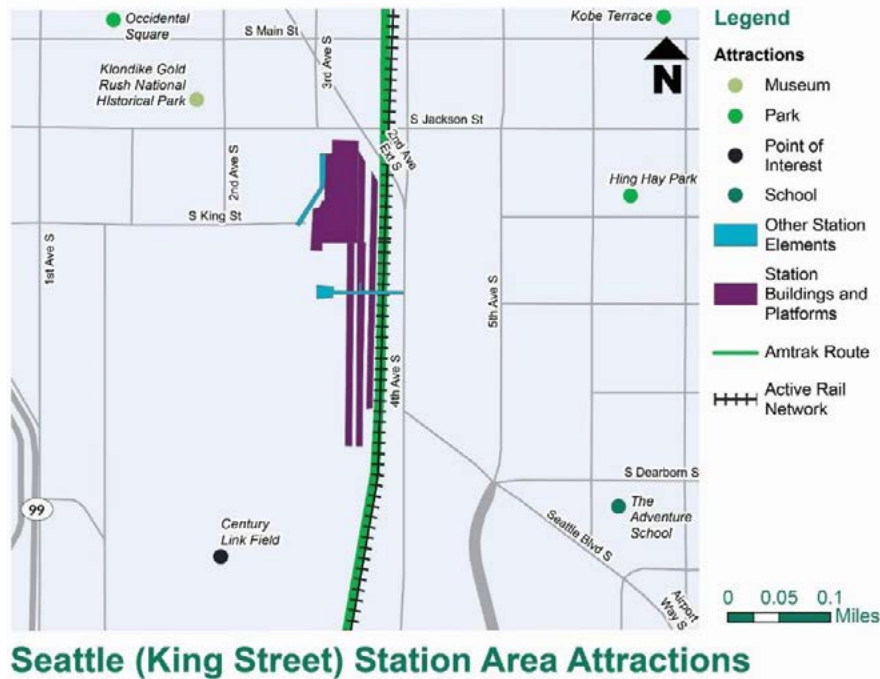 Occidental
Square
S Main St
Kobe Terrace
3rd Ave S
N
Klondike Gold
Rush National
HIstorical Park
S Jackson St
2nd Ave
Ext S
2nd Ave S
Hing Hay Park
S King St
1st Ave S
5th Ave S
4th Ave S
S Dearborn S
99
The
Adventure
School
Century
Link Field
Seattle Blvd S
Airport
Way S
Legend
Attractions
Museum
Park
Point of
Interest
School
Other Station
Elements
Station
Buildings and
Platforms
Amtrak Route
Active Rail
Network
0 0.05 0.1
Miles
Seattle (King Street) Station Area Attractions